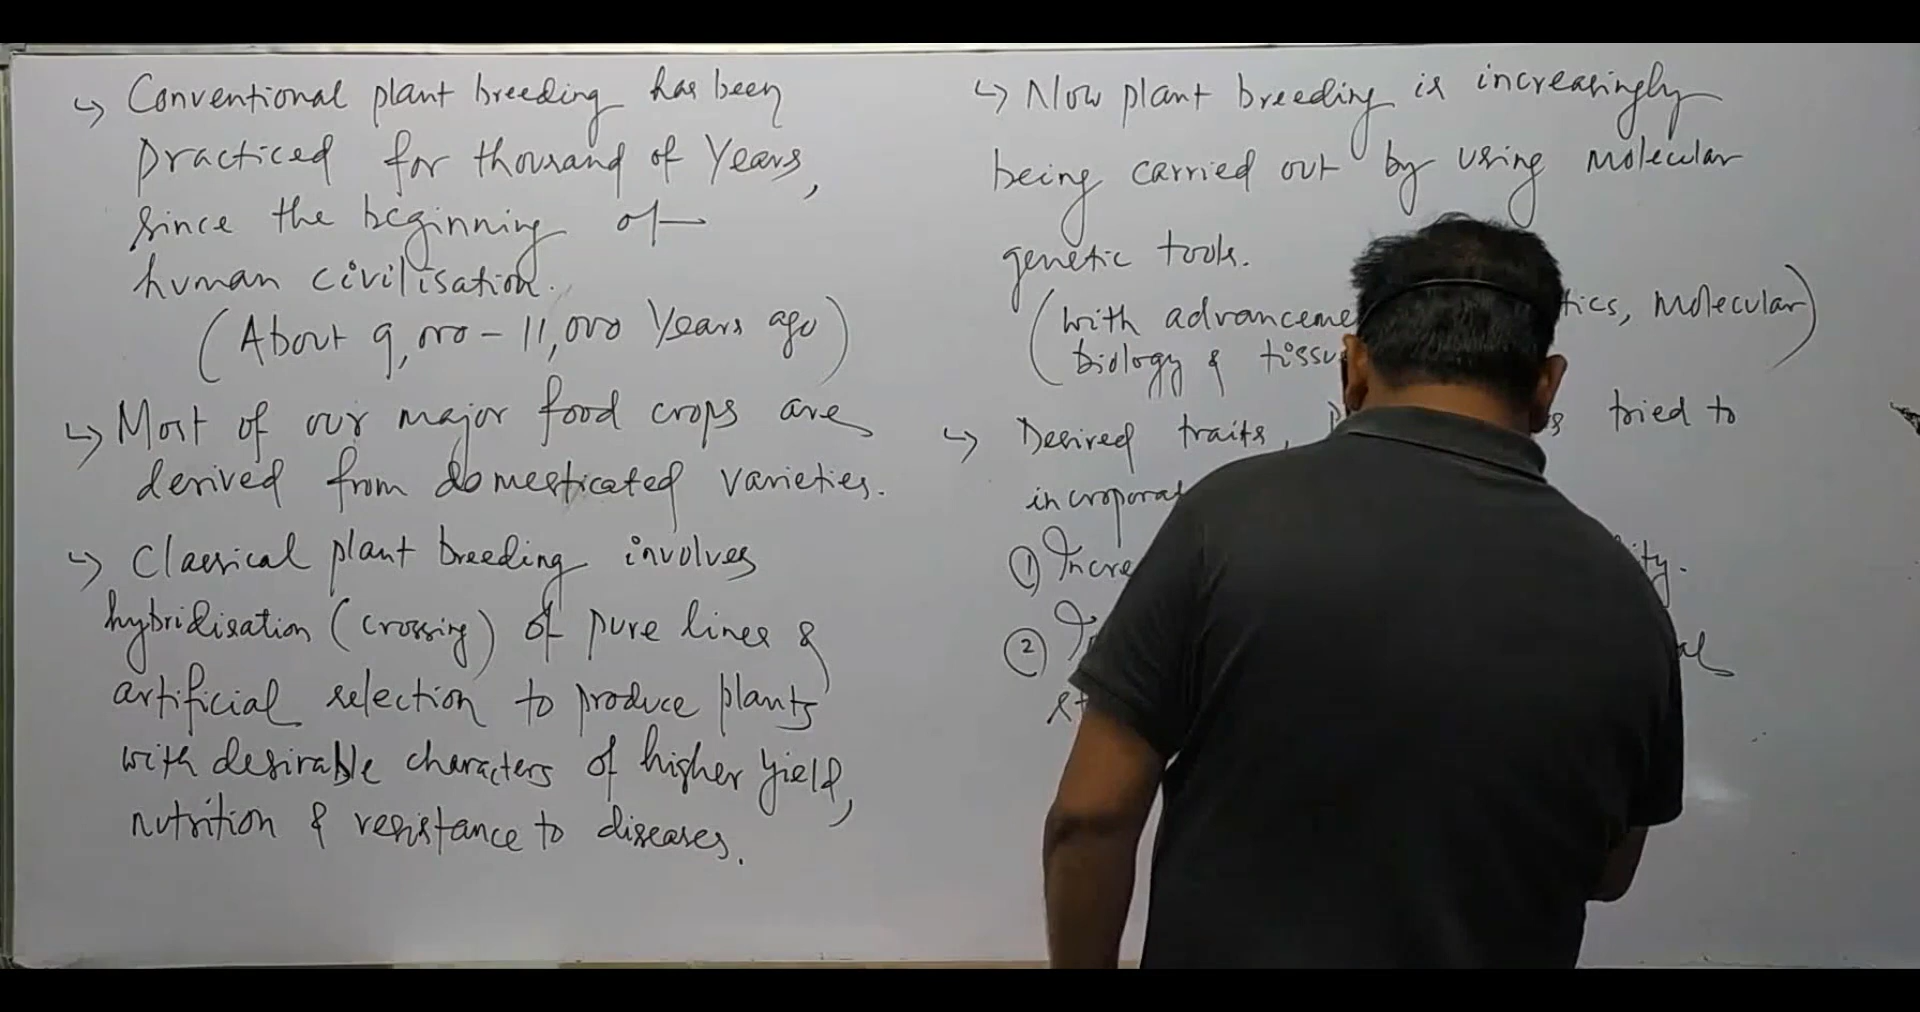 ↳ Conventional plant breeding has been
practiced for thousand of Years,
since the beginning of
human civilisation.
(About 9,000 - 11,000 Years ago)
↳ Most of our major food crops are
derived from domesticated varieties.
↳ Classical plant breeding involves
hybridisation (crossing) of pure lines &
artificial selection to produce plants
with desirable characters of higher yield,
nutrition & resistance to diseases.
↳ Now plant breeding is increasingly
being carried out by using molecular
genetic tools.
(with advanceme tics, molecular)
biology & tissu
↳ Desired traits, tried to
incroporat
① Incre ity.
②